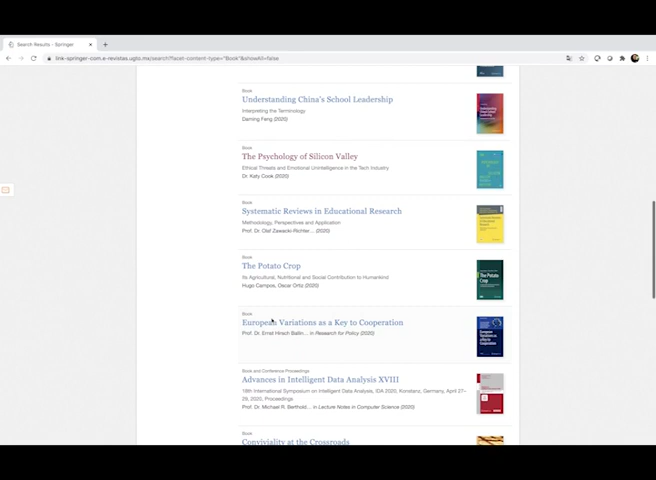 Search Results - Springer
link-springer-com.e-revistas.ugto.mx/search?facet-content-type="Book"&showAll=false
Book
Understanding China's School Leadership
Interpreting the Terminology
Daming Feng (2020)
Book
The Psychology of Silicon Valley
Ethical Threats and Emotional Unintelligence in the Tech Industry
Dr. Katy Cook (2020)
Book
Systematic Reviews in Educational Research
Methodology, Perspectives and Application
Prof. Dr. Olaf Zawacki-Richter... (2020)
Book
The Potato Crop
Its Agricultural, Nutritional and Social Contribution to Humankind
Hugo Campos, Oscar Ortiz (2020)
The Potato Crop
Book
European Variations as a Key to Cooperation
Prof. Dr. Ernst Hirsch Ballin... in Research for Policy (2020)
Book and Conference Proceedings
Advances in Intelligent Data Analysis XVIII
18th International Symposium on Intelligent Data Analysis, IDA 2020, Konstanz, Germany, April 27–
29, 2020, Proceedings
Prof. Dr. Michael R. Berthold... in Lecture Notes in Computer Science (2020)
Book
Conviviality at the Crossroads